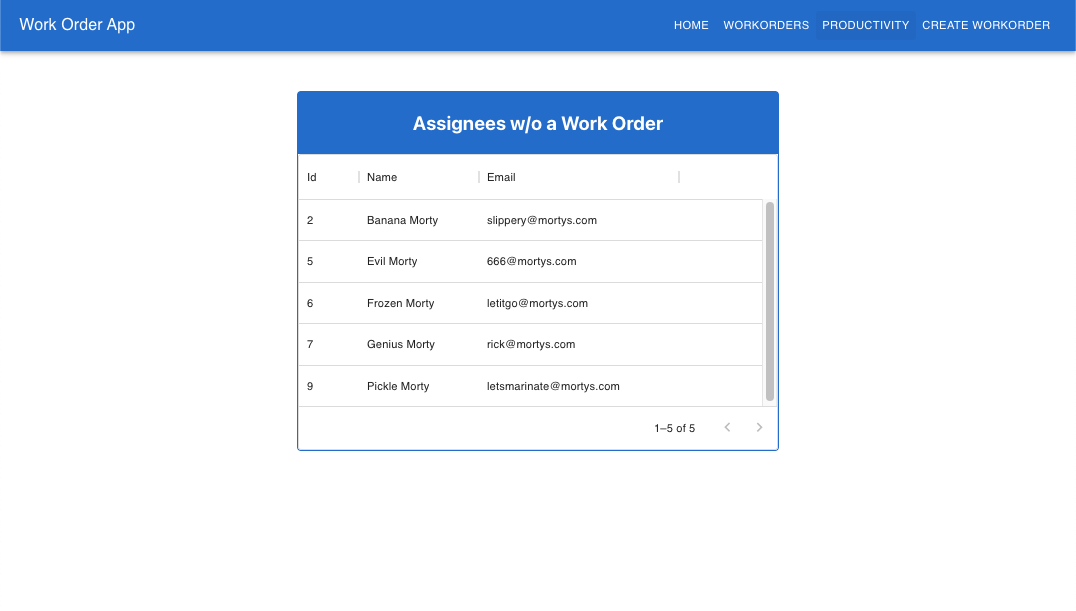 Work Order App HOME WORKORDERS PRODUCTIVITY CREATE WORKORDER
Assignees w/o a Work Order
Id Name Email
2 Banana Morty slippery@mortys.com
5 Evil Morty 666@mortys.com
6 Frozen Morty letitgo@mortys.com
7 Genius Morty rick@mortys.com
9 Pickle Morty letsmarinate@mortys.com
1–5 of 5